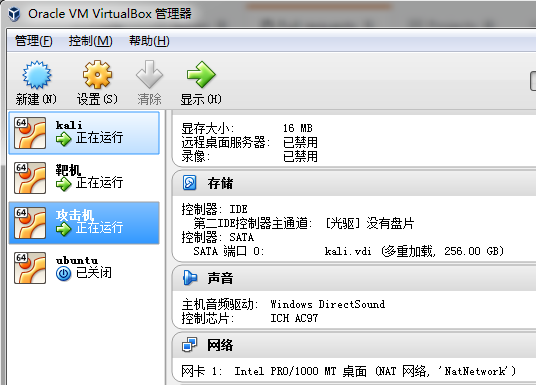 Oracle VM VirtualBox 管理器
管理(F) 控制(M) 帮助(H)
新建(N) 设置(S) 清除 显示(H)
64 kali
正在运行
64 靶机
正在运行
64 攻击机
正在运行
64 ubuntu
已关闭
显存大小: 16 MB
远程桌面服务器: 已禁用
录像: 已禁用
存储
控制器: IDE
第二IDE控制器主通道: [光驱] 没有盘片
控制器: SATA
SATA 端口 0: kali.vdi (多重加载, 256.00 GB)
声音
主机音频驱动: Windows DirectSound
控制芯片: ICH AC97
网络
网卡 1: Intel PRO/1000 MT 桌面 (NAT 网络, 'NatNetwork')